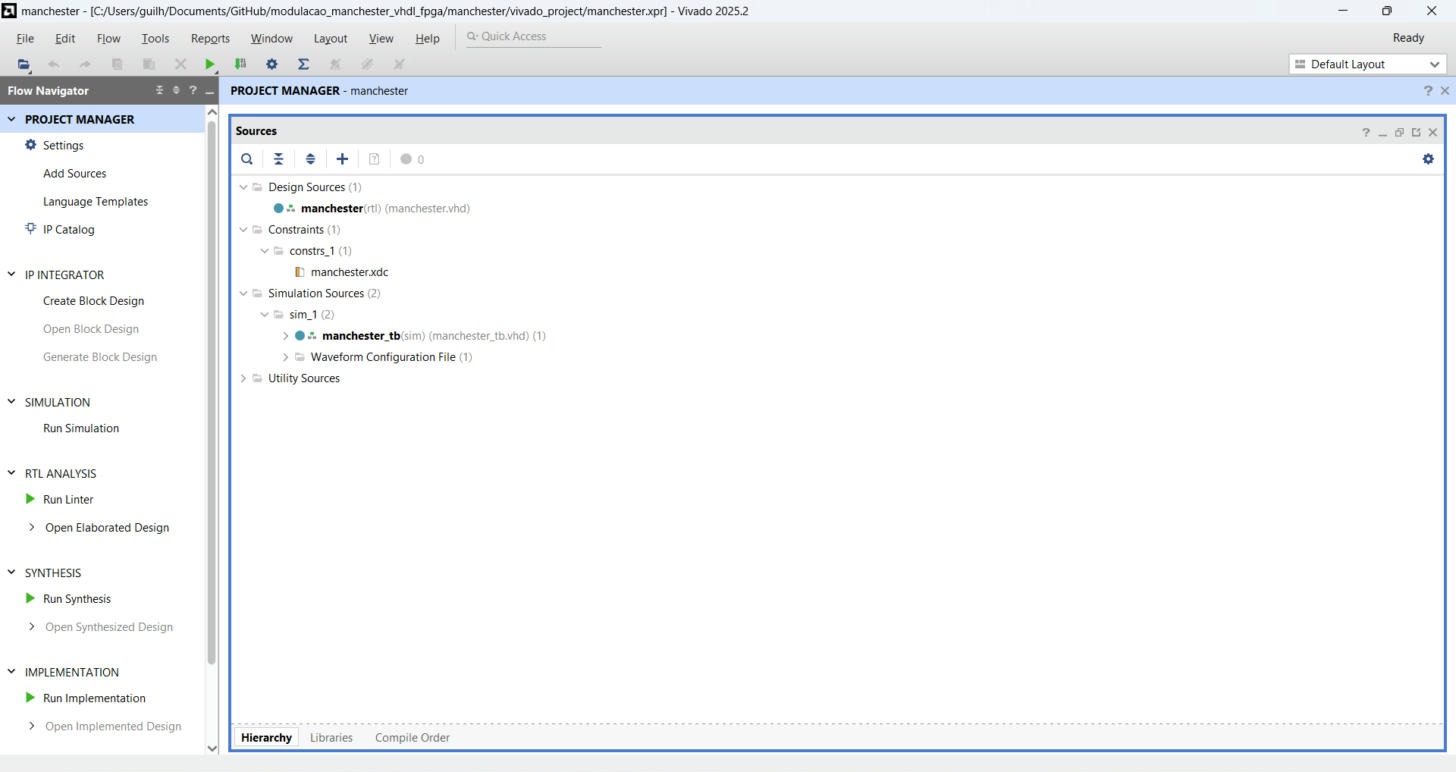 manchester - [C:/Users/guilh/Documents/GitHub/modulacao_manchester_vhdl_fpga/manchester/vivado_project/manchester.xpr] - Vivado 2025.2
File Edit Flow Tools Reports Window Layout View Help Quick Access Ready
Default Layout
Flow Navigator
PROJECT MANAGER
Settings
Add Sources
Language Templates
IP Catalog
IP INTEGRATOR
Create Block Design
Open Block Design
Generate Block Design
SIMULATION
Run Simulation
RTL ANALYSIS
Run Linter
Open Elaborated Design
SYNTHESIS
Run Synthesis
Open Synthesized Design
IMPLEMENTATION
Run Implementation
Open Implemented Design
PROJECT MANAGER - manchester
Sources
0
Design Sources (1)
manchester(rtl) (manchester.vhd)
Constraints (1)
constrs_1 (1)
manchester.xdc
Simulation Sources (2)
sim_1 (2)
manchester_tb(sim) (manchester_tb.vhd) (1)
Waveform Configuration File (1)
Utility Sources
Hierarchy Libraries Compile Order